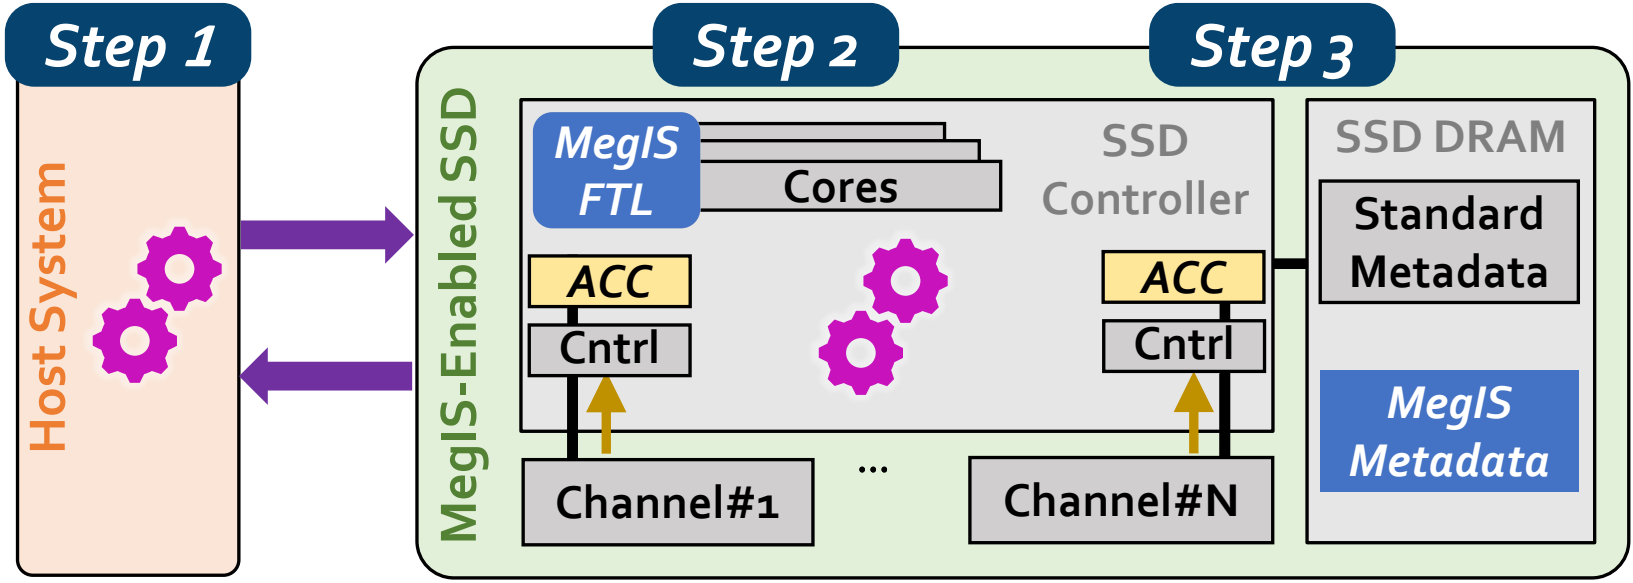 Step 1
Step 2
Step 3
Host System
MegIS-Enabled SSD
MegIS
FTL
Cores
SSD
Controller
ACC
Cntrl
ACC
Cntrl
Channel#1
...
Channel#N
SSD DRAM
Standard
Metadata
MegIS
Metadata